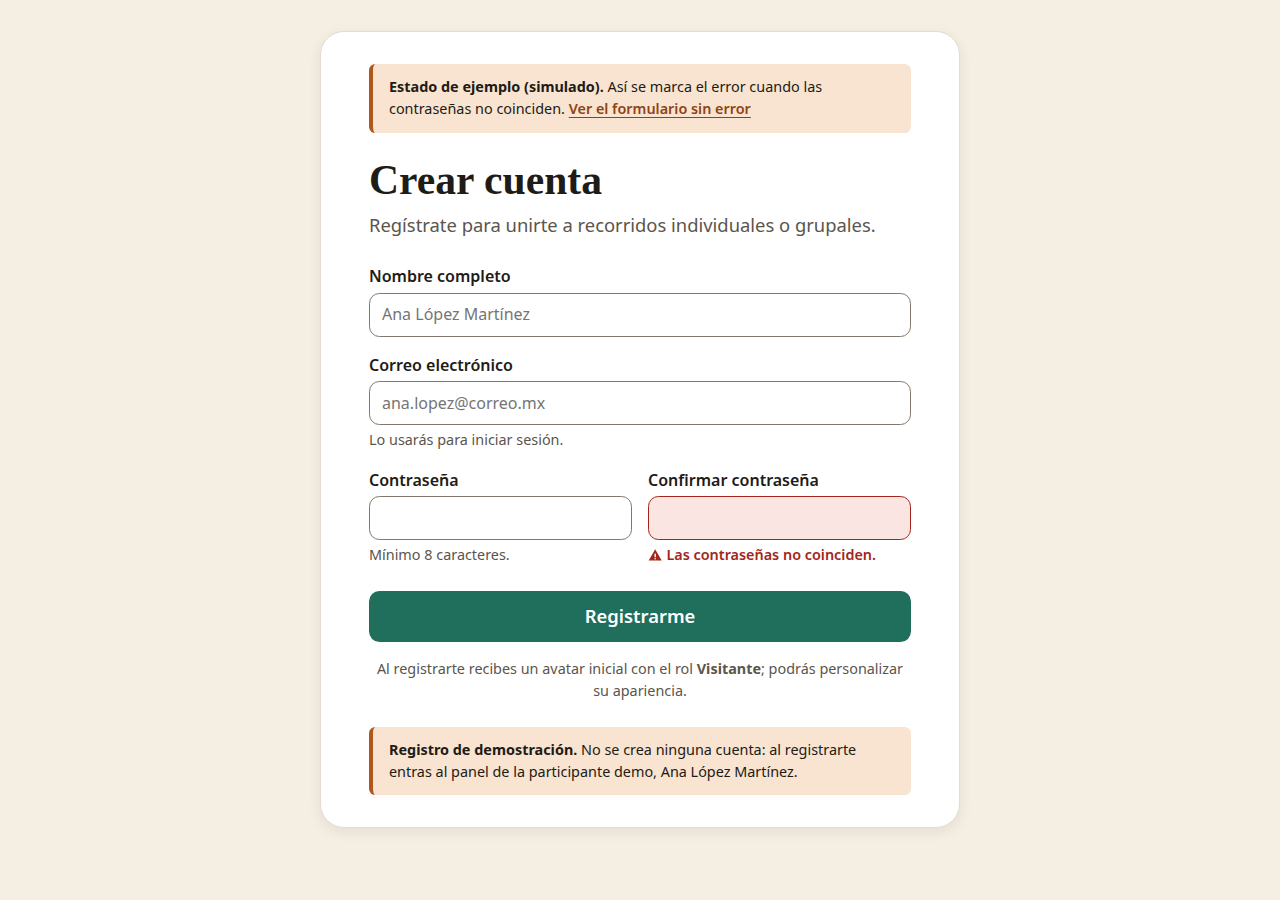 Estado de ejemplo (simulado). Así se marca el error cuando las
contraseñas no coinciden. Ver el formulario sin error
Crear cuenta
Regístrate para unirte a recorridos individuales o grupales.
Nombre completo
Ana López Martínez
Correo electrónico
ana.lopez@correo.mx
Lo usarás para iniciar sesión.
Contraseña
Confirmar contraseña
Mínimo 8 caracteres.
Las contraseñas no coinciden.
Registrarme
Al registrarte recibes un avatar inicial con el rol Visitante; podrás personalizar
su apariencia.
Registro de demostración. No se crea ninguna cuenta: al registrarte
entras al panel de la participante demo, Ana López Martínez.